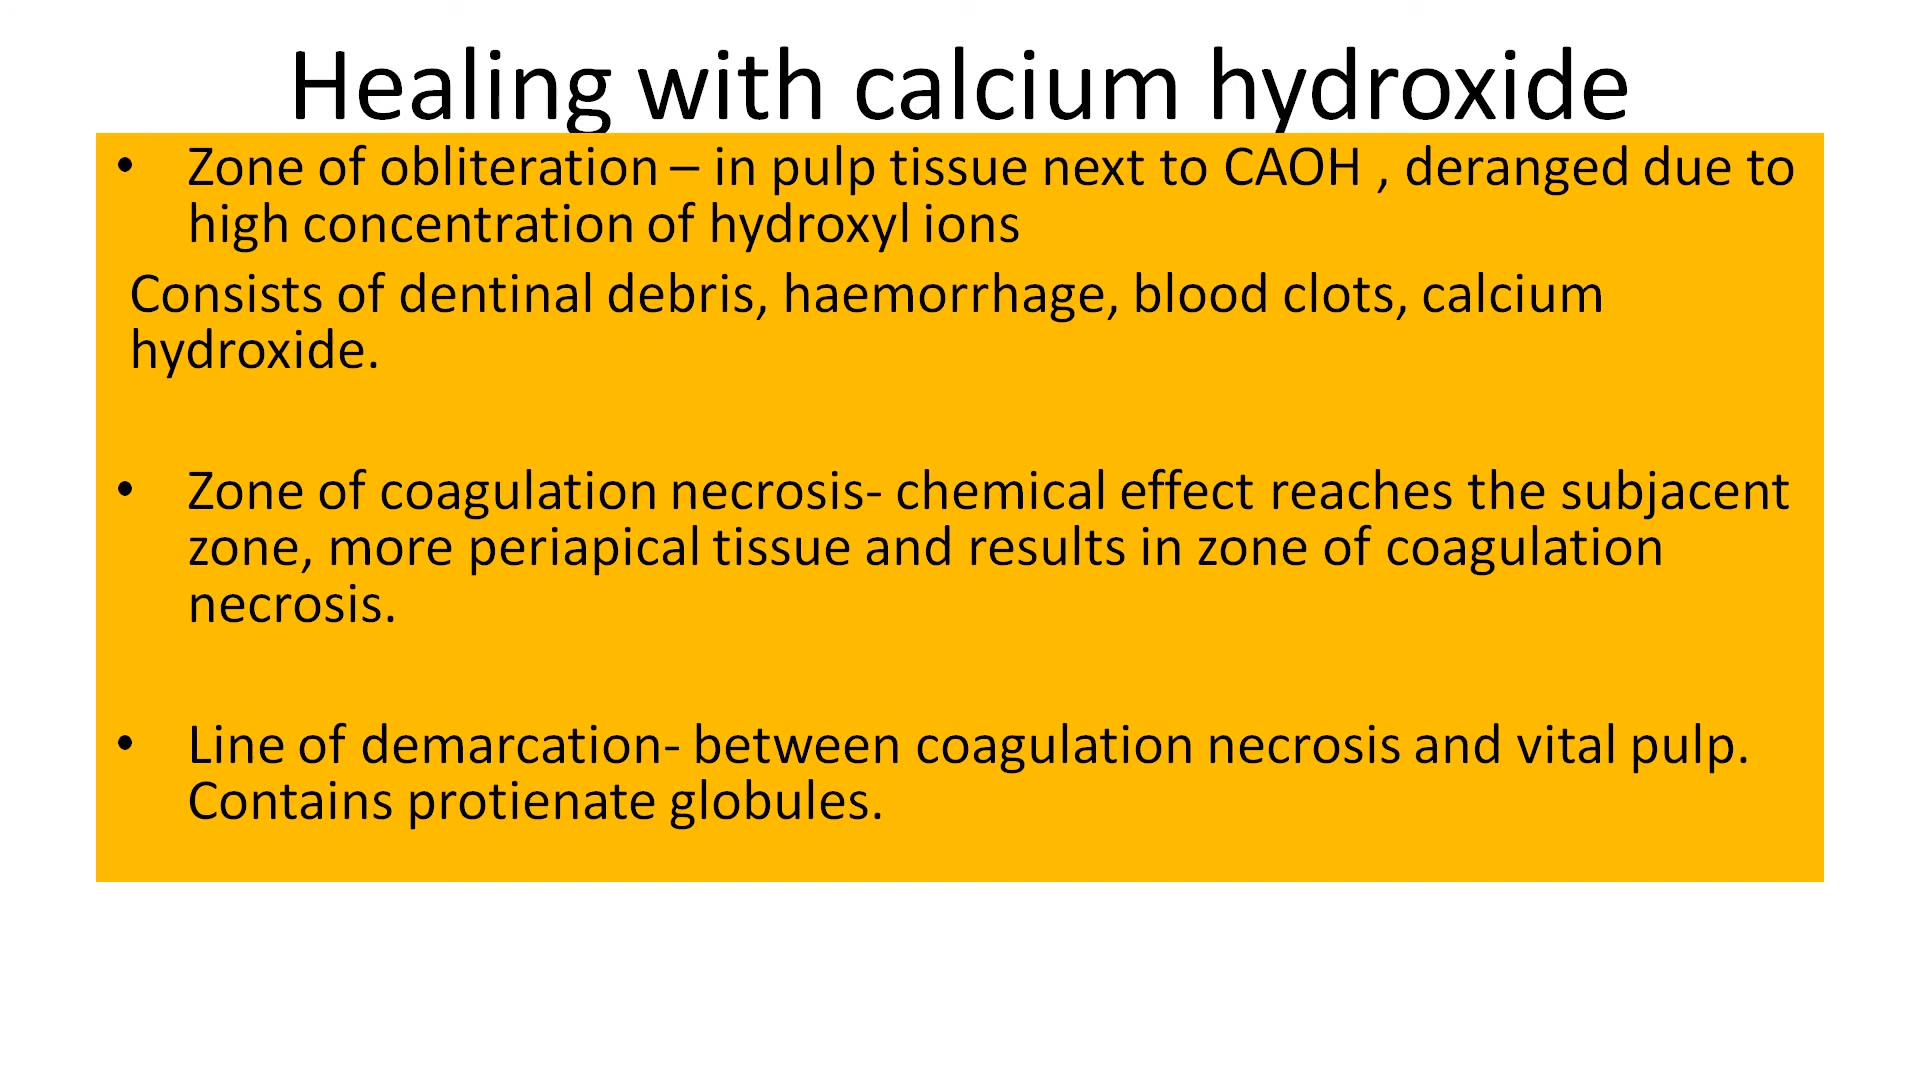 Healing with calcium hydroxide
• Zone of obliteration – in pulp tissue next to CAOH , deranged due to
high concentration of hydroxyl ions
Consists of dentinal debris, haemorrhage, blood clots, calcium
hydroxide.
• Zone of coagulation necrosis- chemical effect reaches the subjacent
zone, more periapical tissue and results in zone of coagulation
necrosis.
• Line of demarcation- between coagulation necrosis and vital pulp.
Contains protienate globules.